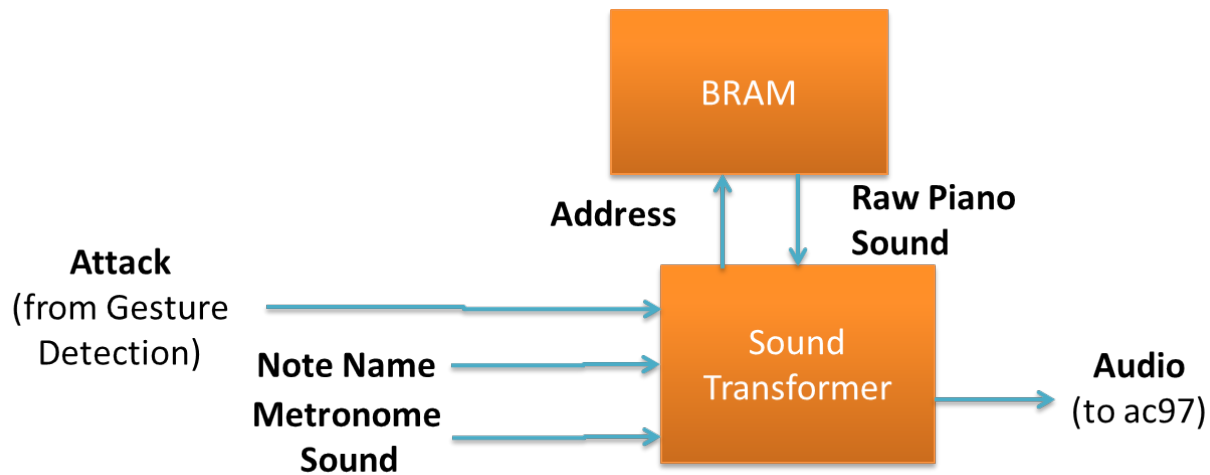 BRAM
Address
Raw Piano
Sound
Attack
(from Gesture
Detection)
Note Name
Metronome
Sound
Sound
Transformer
Audio
(to ac97)